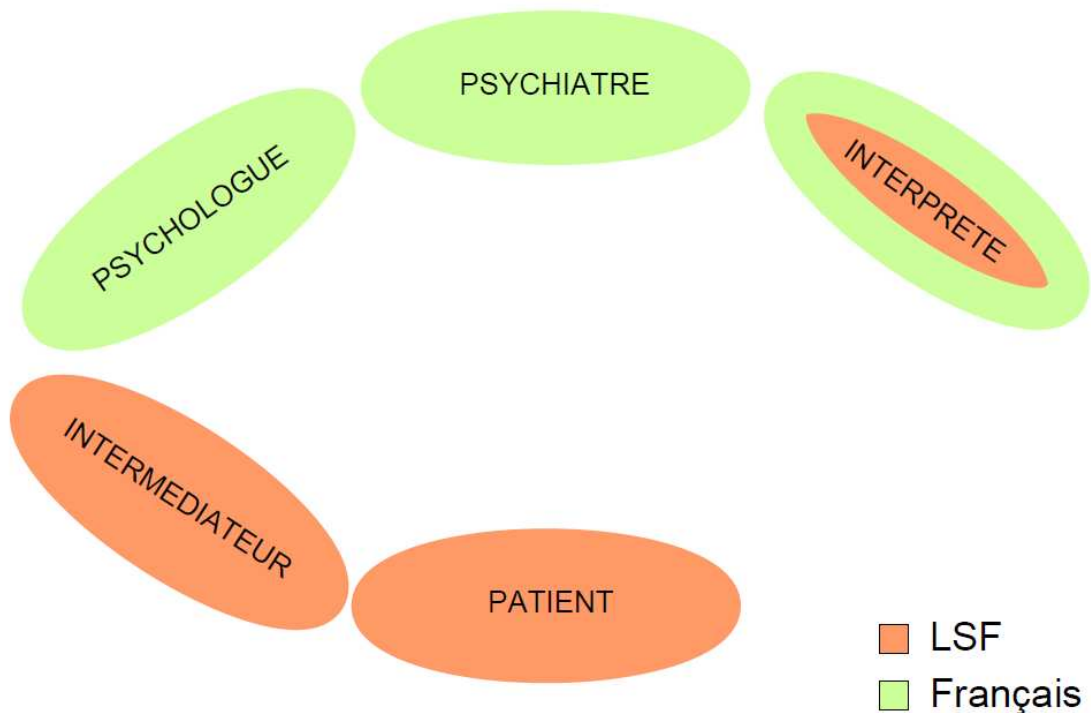 PSYCHIATRE
PSYCHOLOGUE
INTERPRETE
INTERMEDIATEUR
PATIENT
LSF
Français